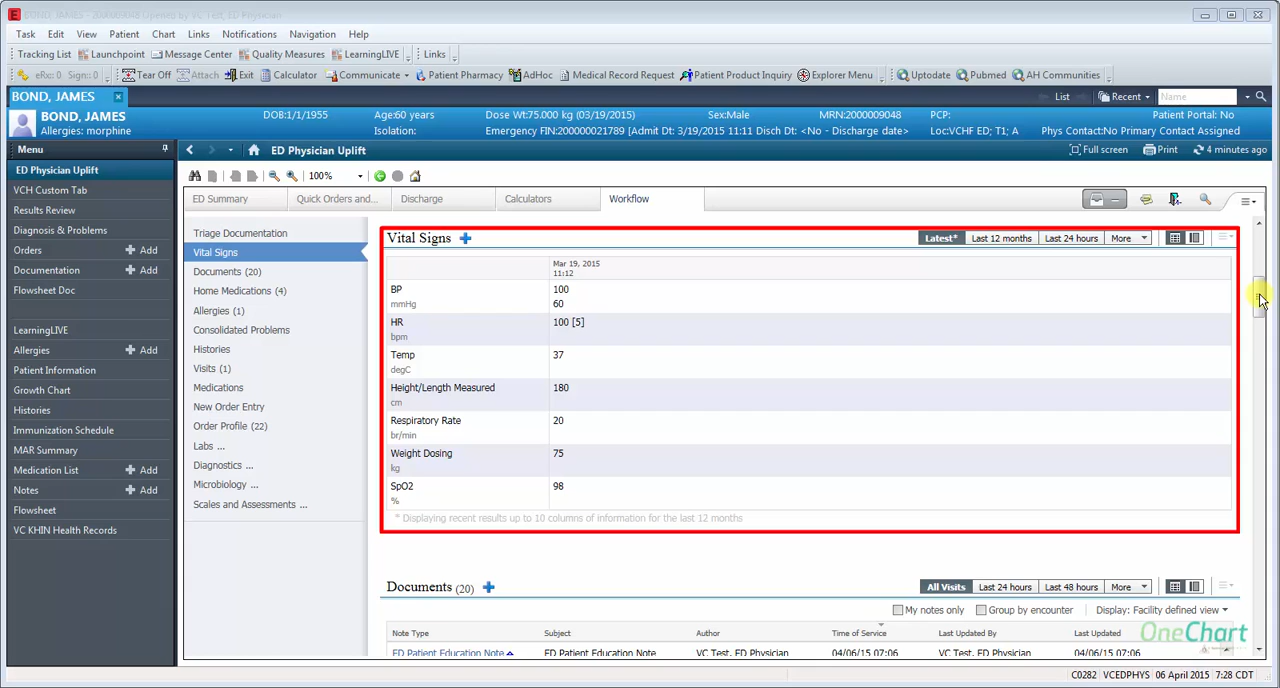 BOND, JAMES - 200009048 Opened by VC Test, ED Physician
Task Edit View Patient Chart Links Notifications Navigation Help
Tracking List Launchpoint Message Center Quality Measures LearningLIVE Links
eRx: 0 Sign: 0 Tear Off Attach Exit Calculator Communicate Patient Pharmacy AdHoc Medical Record Request Patient Product Inquiry Explorer Menu Uptodate Pubmed AH Communities
BOND, JAMES List Recent Name
BOND, JAMES DOB:1/1/1955 Age:60 years Dose Wt:75.000 kg (03/19/2015) Sex:Male MRN:200009048 PCP: Patient Portal: No
Allergies: morphine Isolation: Emergency FIN:200000021789 [Admit Dt: 3/19/2015 11:11 Disch Dt: <No - Discharge date> Loc:VCHF ED; T1; A Phys Contact:No Primary Contact Assigned
Menu ED Physician Uplift Full screen Print 4 minutes ago
ED Physician Uplift
VCH Custom Tab
Results Review
Diagnosis & Problems
Orders Add
Documentation Add
Flowsheet Doc
LearningLIVE
Allergies Add
Patient Information
Growth Chart
Histories
Immunization Schedule
MAR Summary
Medication List Add
Notes Add
Flowsheet
VC KHIN Health Records
100%
ED Summary Quick Orders and... Discharge Calculators Workflow
Triage Documentation
Vital Signs
Documents (20)
Home Medications (4)
Allergies (1)
Consolidated Problems
Histories
Visits (1)
Medications
New Order Entry
Order Profile (22)
Labs ...
Diagnostics ...
Microbiology ...
Scales and Assessments ...
Vital Signs Latest* Last 12 months Last 24 hours More
Mar 19, 2015
11:12
BP 100
mmHg 60
HR 100 [5]
bpm
Temp 37
degC
Height/Length Measured 180
cm
Respiratory Rate 20
br/min
Weight Dosing 75
kg
SpO2 98
%
* Displaying recent results up to 10 columns of information for the last 12 months
Documents (20) All Visits Last 24 hours Last 48 hours More
My notes only Group by encounter Display: Facility defined view
Note Type Subject Author Time of Service Last Updated By Last Updated
OneChart
ED Patient Education Note ED Patient Education Note VC Test, ED Physician 04/06/15 07:06 VC Test, ED Physician 04/06/15 07:06
C0282 VCEDPHYS 06 April 2015 7:28 CDT